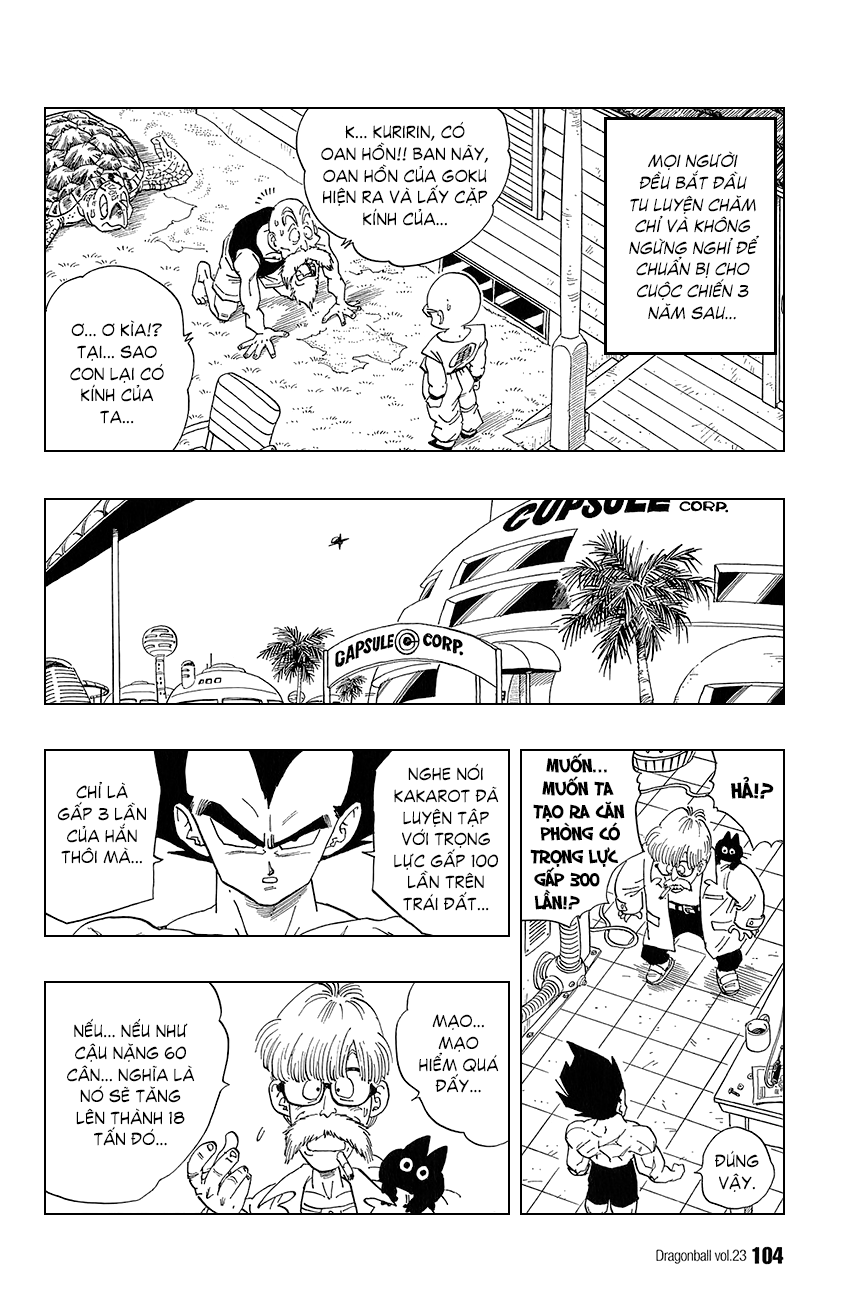 MỌI NGƯỜI
ĐỀU BẮT ĐẦU
TU LUYỆN CHĂM
CHỈ VÀ KHÔNG
NGỪNG NGHỈ ĐỂ
CHUẨN BỊ CHO
CUỘC CHIẾN 3
NĂM SAU...
K... KURIRIN, CÓ
OAN HỒN!! BAN NÃY,
OAN HỒN CỦA GOKU
HIỆN RA VÀ LẤY CẶP
KÍNH CỦA...
Ơ... Ơ KÌA!?
TẠI... SAO
CON LẠI CÓ
KÍNH CỦA
TA...
CUPSULE CORP.
CAPSULE CORP.
HẢ!?
MUỐN...
MUỐN TA
TẠO RA CĂN
PHÒNG CÓ
TRỌNG LỰC
GẤP 300
LẦN!?
ĐÚNG
VẬY.
NGHE NÓI
KAKAROT ĐÃ
LUYỆN TẬP
VỚI TRỌNG
LỰC GẤP 100
LẦN TRÊN
TRÁI ĐẤT...
CHỈ LÀ
GẤP 3 LẦN
CỦA HẮN
THÔI MÀ...
MẠO...
MẠO
HIỂM QUÁ
ĐẤY...
NẾU... NẾU NHƯ
CẬU NẶNG 60
CÂN... NGHĨA LÀ
NÓ SẼ TĂNG
LÊN THÀNH 18
TẤN ĐÓ...
Dragonball vol.23 104